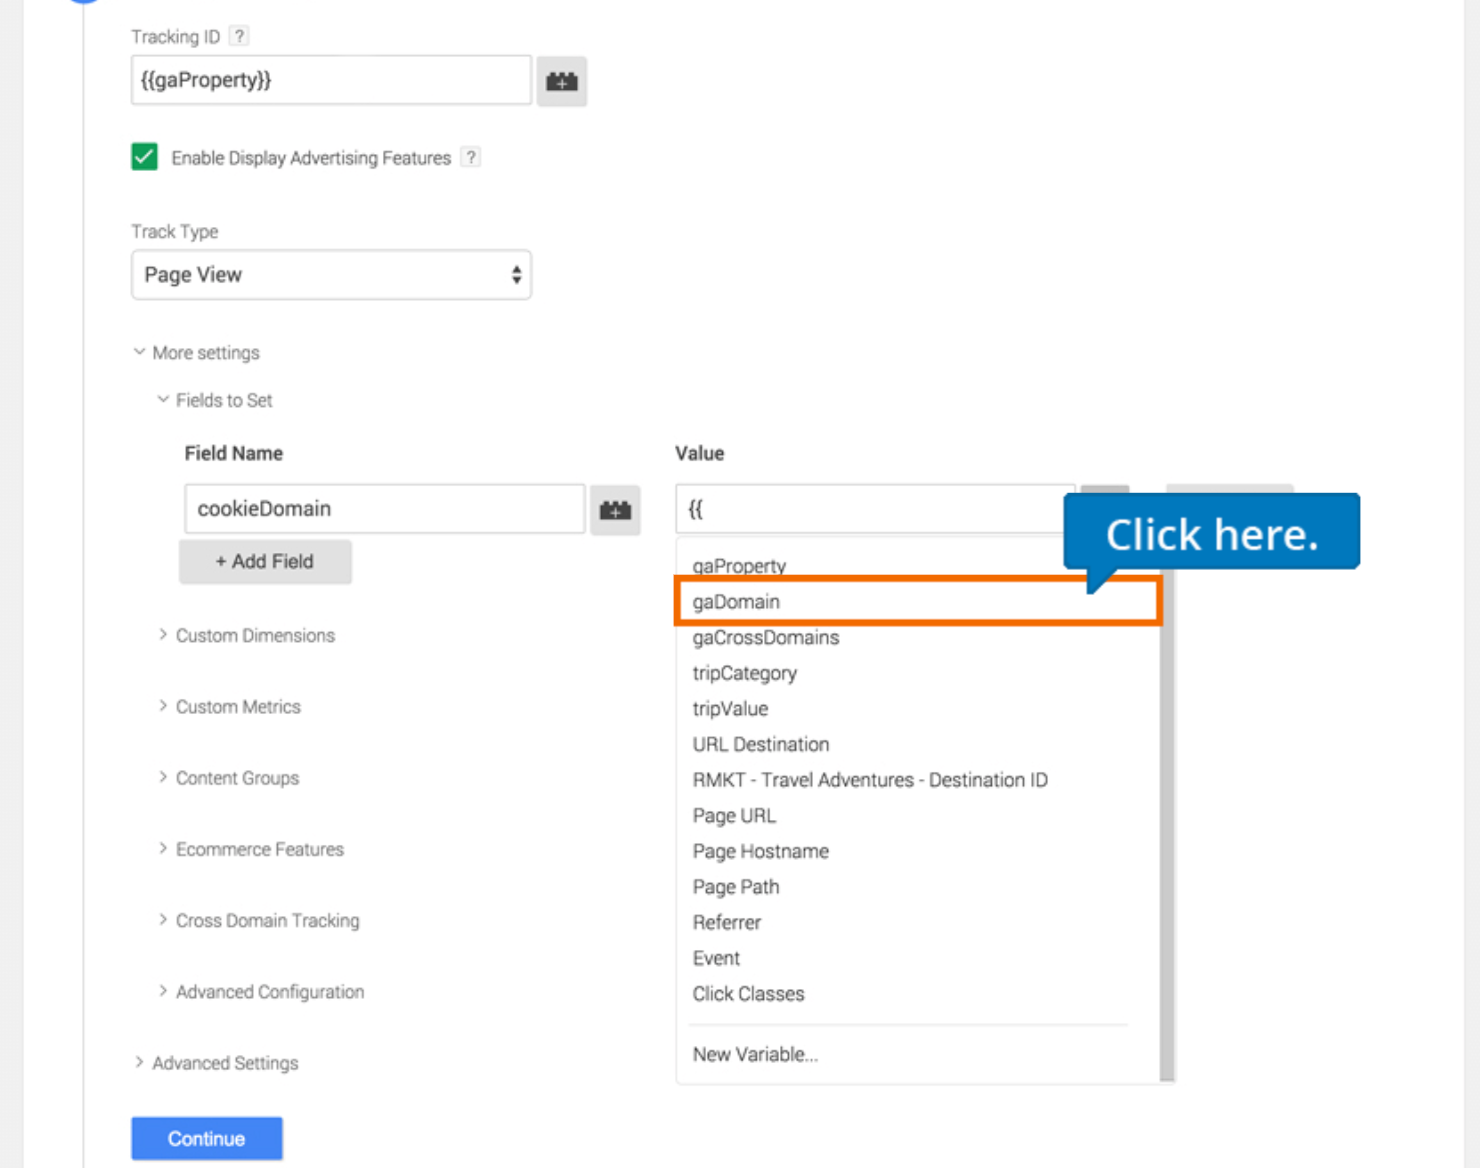 Tracking ID ?
{{gaProperty}}
Enable Display Advertising Features ?
Track Type
Page View
More settings
Fields to Set
Field Name Value
cookieDomain {{
Click here.
+ Add Field
gaProperty
gaDomain
gaCrossDomains
Custom Dimensions
tripCategory
Custom Metrics
tripValue
URL Destination
Content Groups
RMKT - Travel Adventures - Destination ID
Page URL
Ecommerce Features
Page Hostname
Page Path
Cross Domain Tracking
Referrer
Event
Advanced Configuration
Click Classes
Advanced Settings
New Variable...
Continue